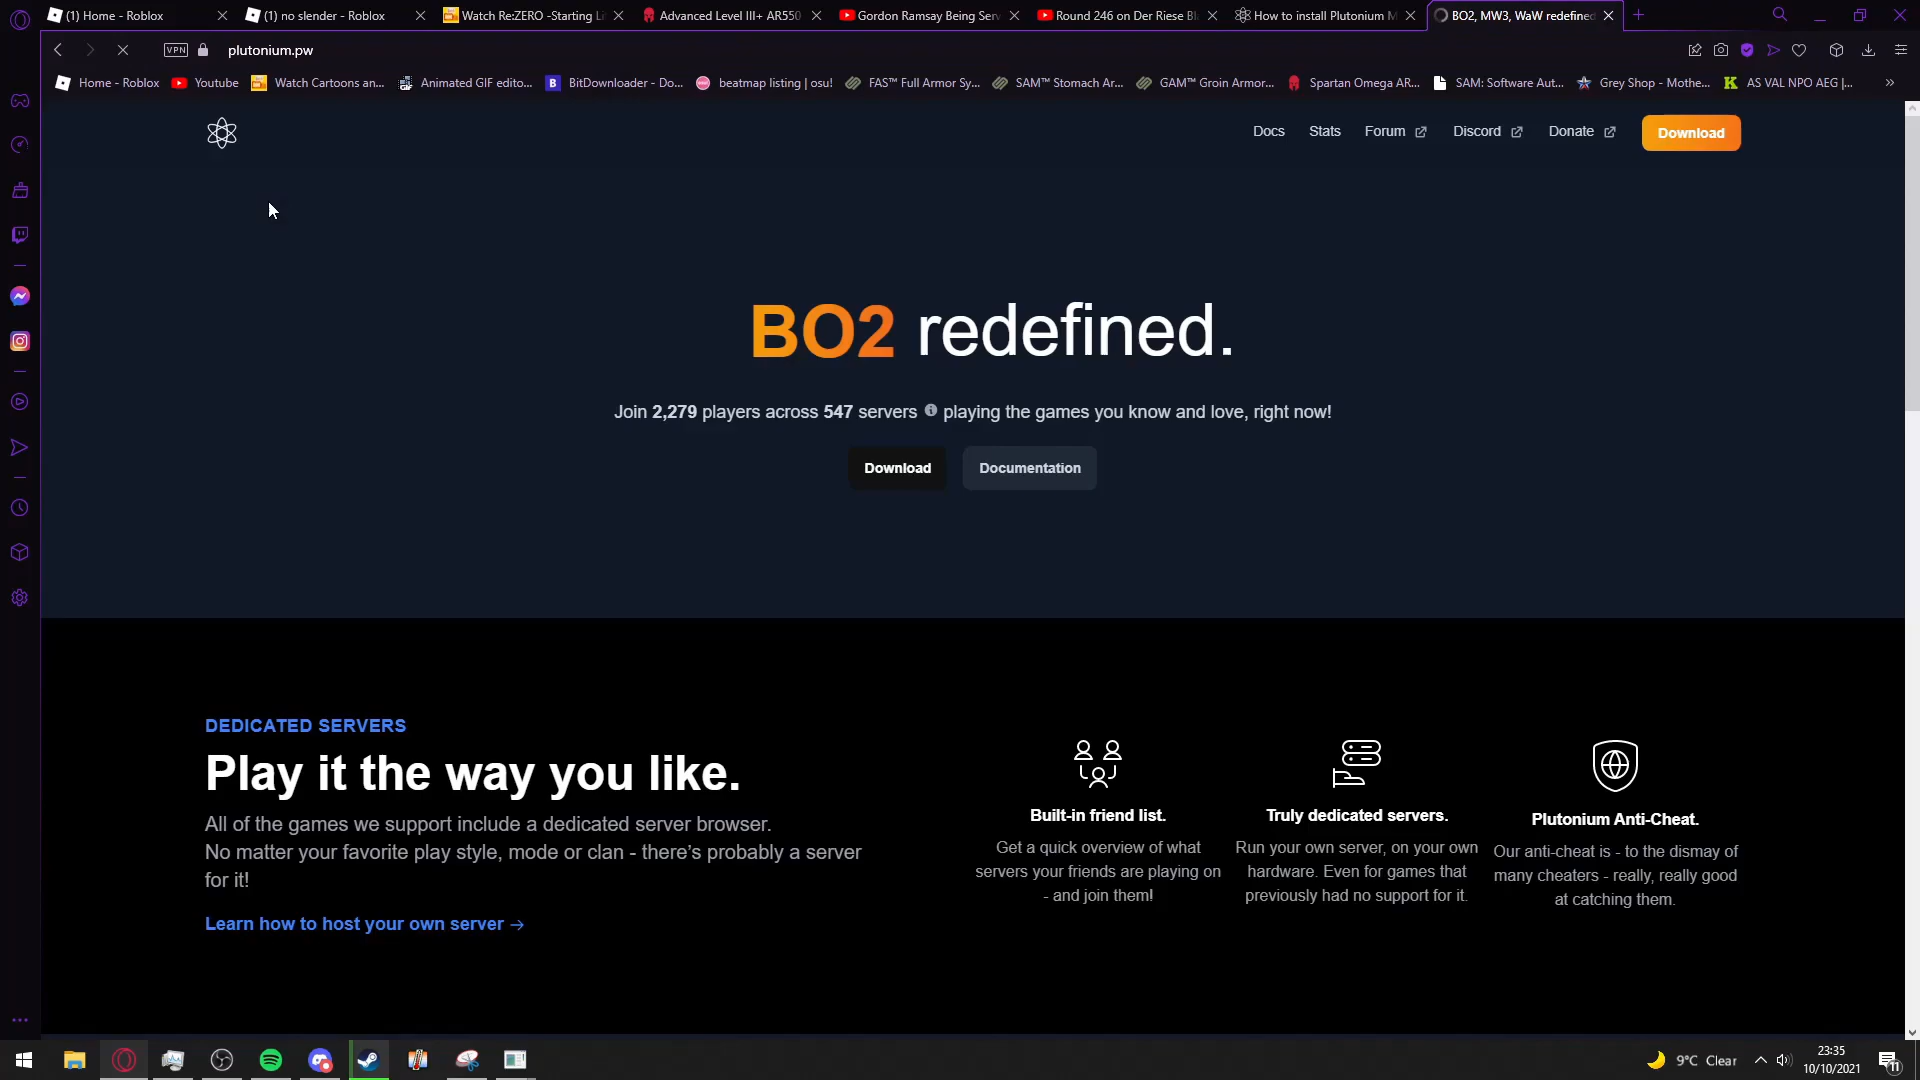 (1) Home - Roblox
(1) no slender - Roblox
Watch Re:ZERO -Starting Li
Advanced Level III+ AR550
Gordon Ramsay Being Serv
Round 246 on Der Riese Bl
How to install Plutonium M
BO2, MW3, WaW redefined
VPN
plutonium.pw
Home - Roblox
Youtube
Watch Cartoons an...
Animated GIF edito...
BitDownloader - Do...
beatmap listing | osu!
FAS™ Full Armor Sy...
SAM™ Stomach Ar...
GAM™ Groin Armor...
Spartan Omega AR...
SAM: Software Aut...
Grey Shop - Mothe...
AS VAL NPO AEG |...
Docs
Stats
Forum
Discord
Donate
Download
BO2 redefined.
Join 2,279 players across 547 servers playing the games you know and love, right now!
Download
Documentation
DEDICATED SERVERS
Play it the way you like.
All of the games we support include a dedicated server browser.
No matter your favorite play style, mode or clan - there's probably a server
for it!
Learn how to host your own server →
Built-in friend list.
Get a quick overview of what
servers your friends are playing on
- and join them!
Truly dedicated servers.
Run your own server, on your own
hardware. Even for games that
previously had no support for it.
Plutonium Anti-Cheat.
Our anti-cheat is - to the dismay of
many cheaters - really, really good
at catching them.
9°C Clear
23:35
10/10/2021
11